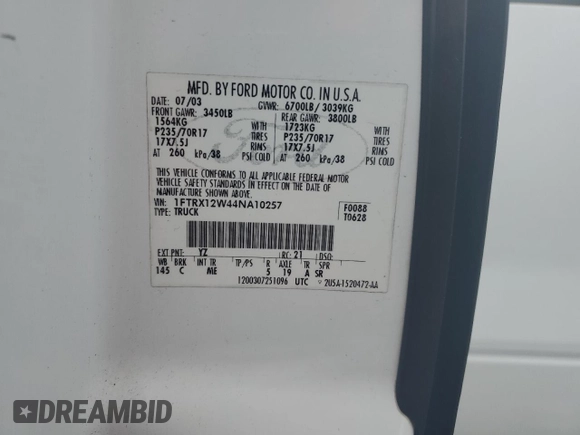 MFD. BY FORD MOTOR CO. IN U.S.A.
DATE: 07/03 GVWR: 6700LB/ 3039KG
FRONT GAWR: 3450LB REAR GAWR: 3800LB
1564KG WITH 1723KG WITH
P235/70R17 TIRES P235/70R17 TIRES
17X7.5J RIMS 17X7.5J RIMS
AT 260 kPa/38 PSI COLD AT 260 kPa/38 PSI COLD
THIS VEHICLE CONFORMS TO ALL APPLICABLE FEDERAL MOTOR
VEHICLE SAFETY STANDARDS IN EFFECT ON THE DATE OF
MANUFACTURE SHOWN ABOVE.
VIN: 1FTRX12W44NA10257 F0088
TYPE: TRUCK T0628
Ford
EXT PNT: YZ RC: 21 DSO:
WB BRK INT TR TP/PS R AXLE TR SPR
145 C ME 5 19 A SR
1200307251096 UTC 2U5A-1520472-AA
DREAMBID